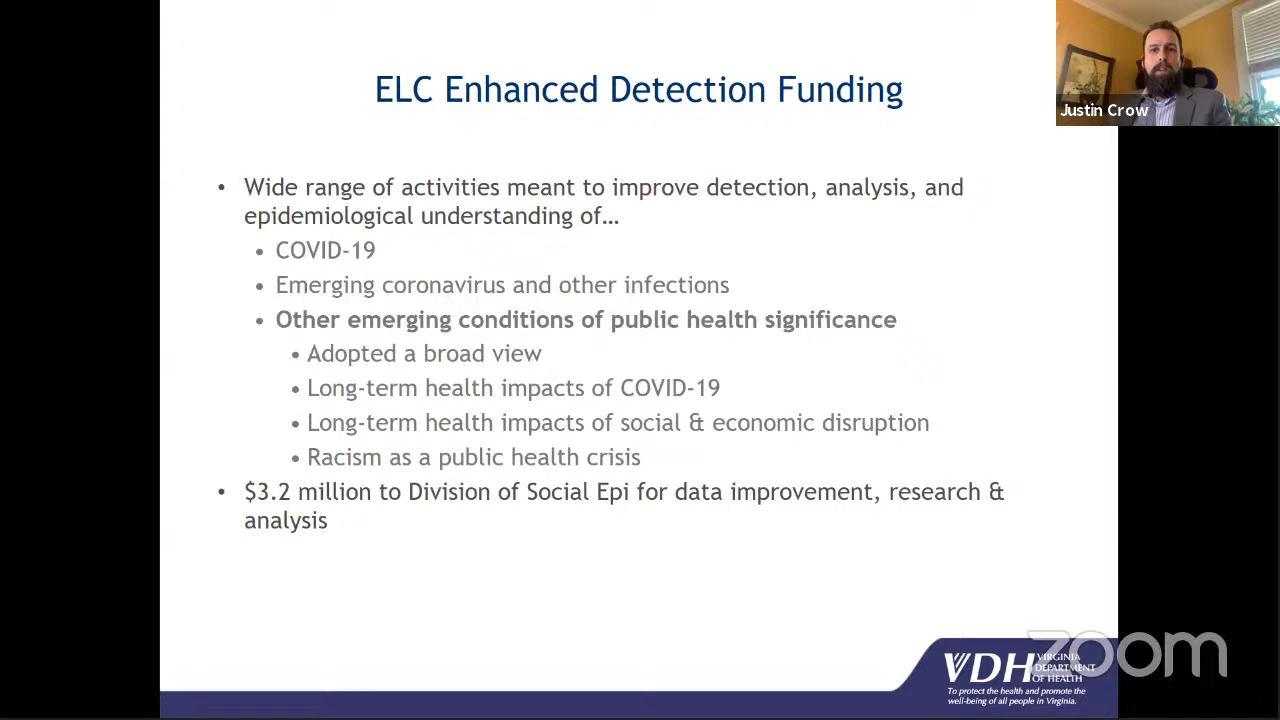 ELC Enhanced Detection Funding
Justin Crow
• Wide range of activities meant to improve detection, analysis, and
epidemiological understanding of…
• COVID-19
• Emerging coronavirus and other infections
• Other emerging conditions of public health significance
• Adopted a broad view
• Long-term health impacts of COVID-19
• Long-term health impacts of social & economic disruption
• Racism as a public health crisis
• $3.2 million to Division of Social Epi for data improvement, research &
analysis
zoom
VDH VIRGINIA
DEPARTMENT
OF HEALTH
To protect the health and promote the
well-being of all people in Virginia.